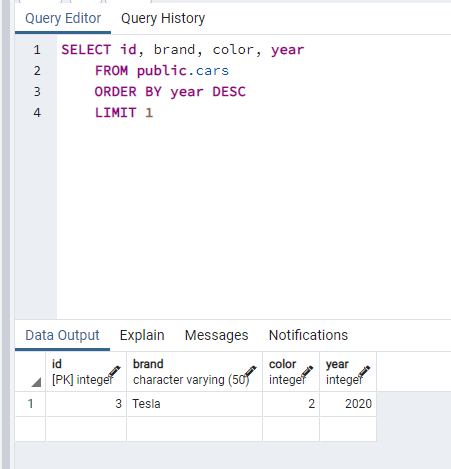 Query Editor Query History
1 SELECT id, brand, color, year
2 FROM public.cars
3 ORDER BY year DESC
4 LIMIT 1
Data Output Explain Messages Notifications
id brand color year
[PK] integer character varying (50) integer integer
1 3 Tesla 2 2020